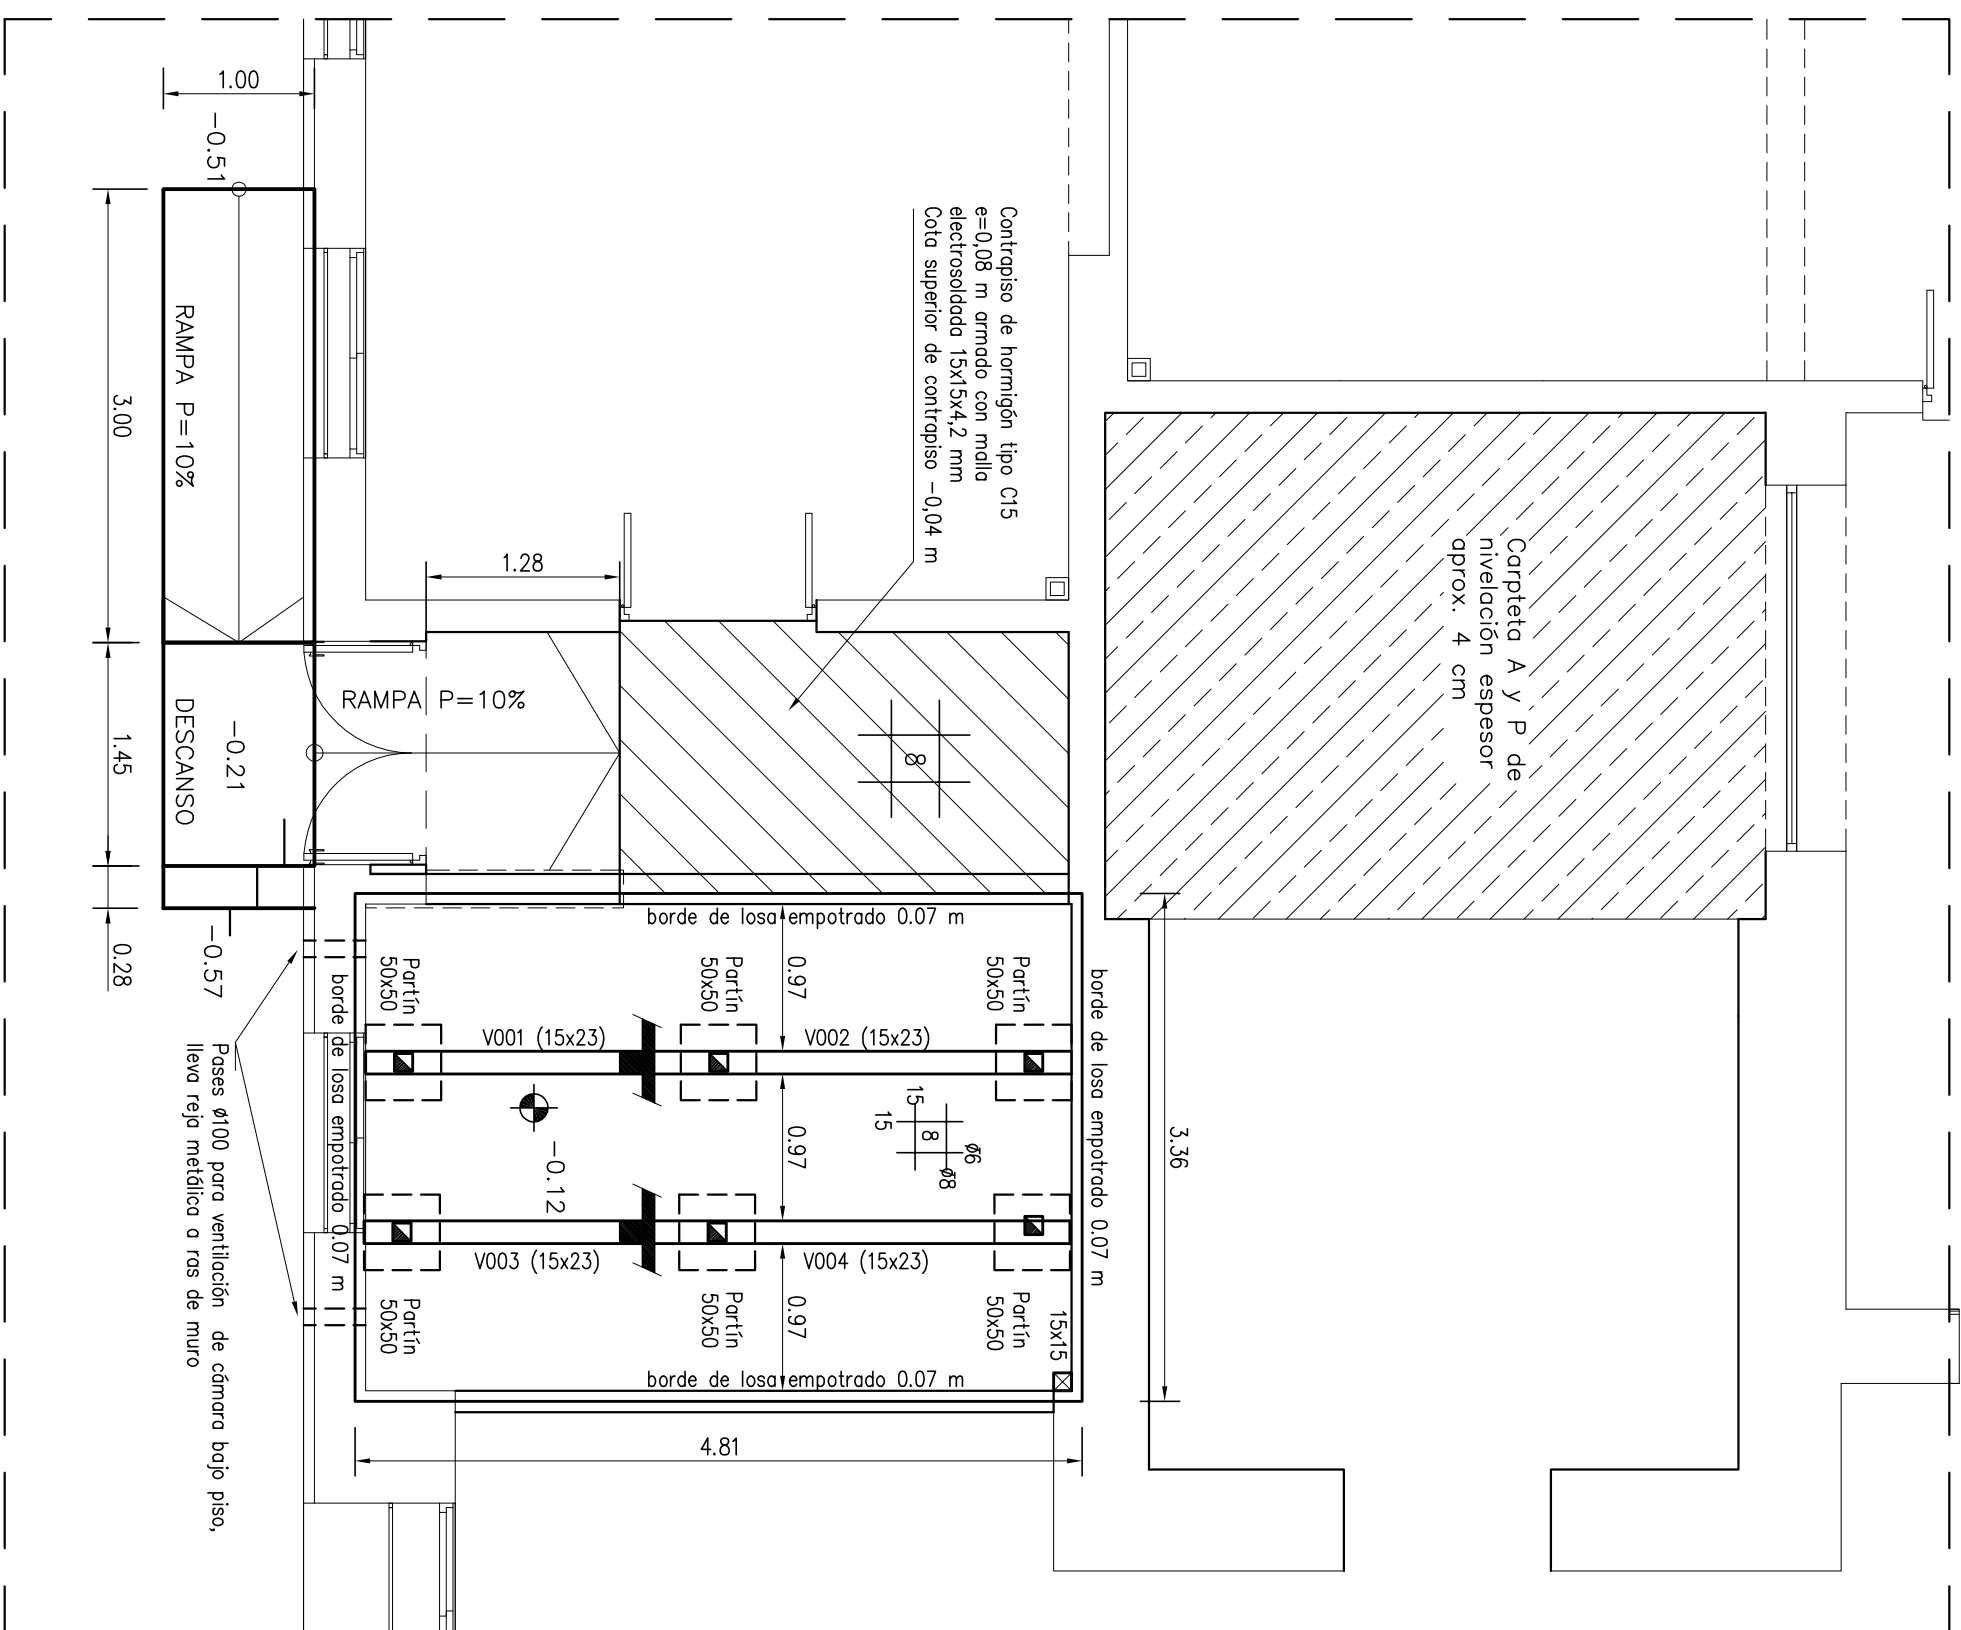 1.00
-0.51
RAMPA P=10%
3.00
Contrapiso de hormigón tipo C15
e=0,08 m armado con malla
electrosoldada 15x15x4,2 mm
Cota superior de contrapiso -0,04 m
1.28
Carpteta A y P de
nivelación espesor
aprox. 4 cm
RAMPA P=10%
8
DESCANSO
-0.21
1.45
0.28
-0.57
borde de losa empotrado 0.07 m
Partín
50x50
Partín
50x50
Partín
50x50
0.97
V001 (15x23)
V002 (15x23)
borde de losa empotrado 0.07 m
borde de losa empotrado 0.07 m
3.36
0.97
-0.12
15
15
8
ø6
ø8
V003 (15x23)
V004 (15x23)
Partín
50x50
Partín
50x50
Partín
50x50
0.97
15x15
borde de losa empotrado 0.07 m
4.81
Pases ø100 para ventilación de cámara bajo piso,
lleva reja metálica a ras de muro